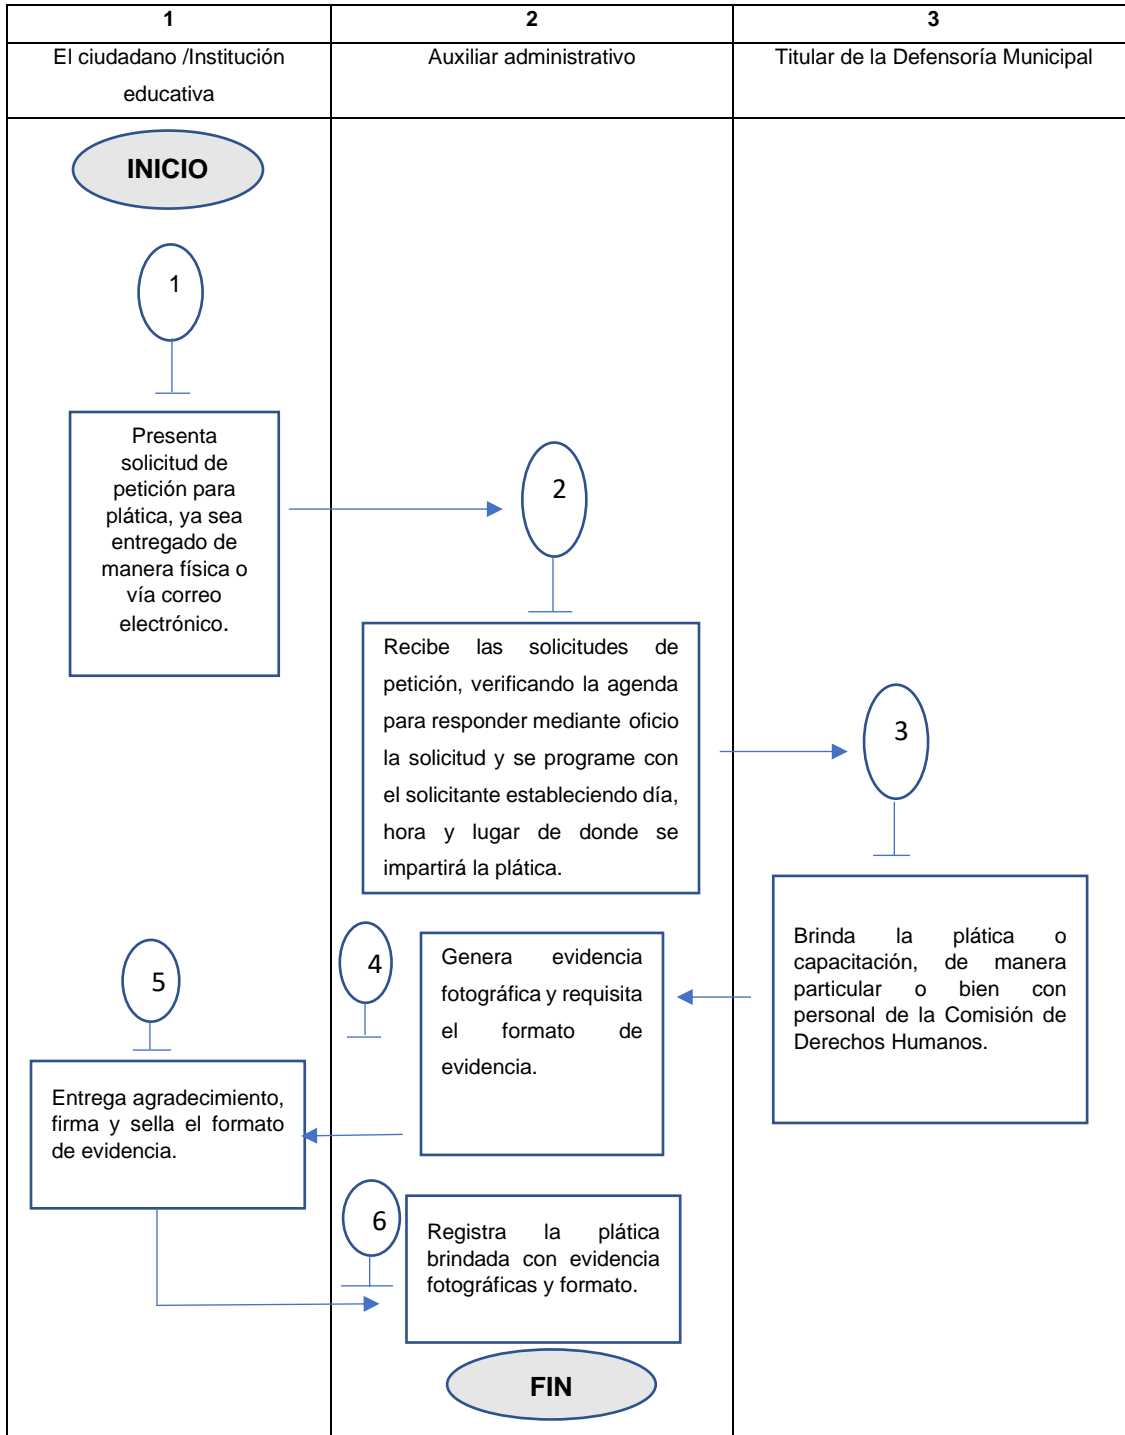 1
2
3
El ciudadano /Institución
educativa
Auxiliar administrativo
Titular de la Defensoría Municipal
INICIO
1
Presenta
solicitud de
petición para
plática, ya sea
entregado de
manera física o
vía correo
electrónico.
2
Recibe las solicitudes de
petición, verificando la agenda
para responder mediante oficio
la solicitud y se programe con
el solicitante estableciendo día,
hora y lugar de donde se
impartirá la plática.
3
Brinda la plática o
capacitación, de manera
particular o bien con
personal de la Comisión de
Derechos Humanos.
4
Genera evidencia
fotográfica y requisita
el formato de
evidencia.
5
Entrega agradecimiento,
firma y sella el formato
de evidencia.
6
Registra la plática
brindada con evidencia
fotográficas y formato.
FIN